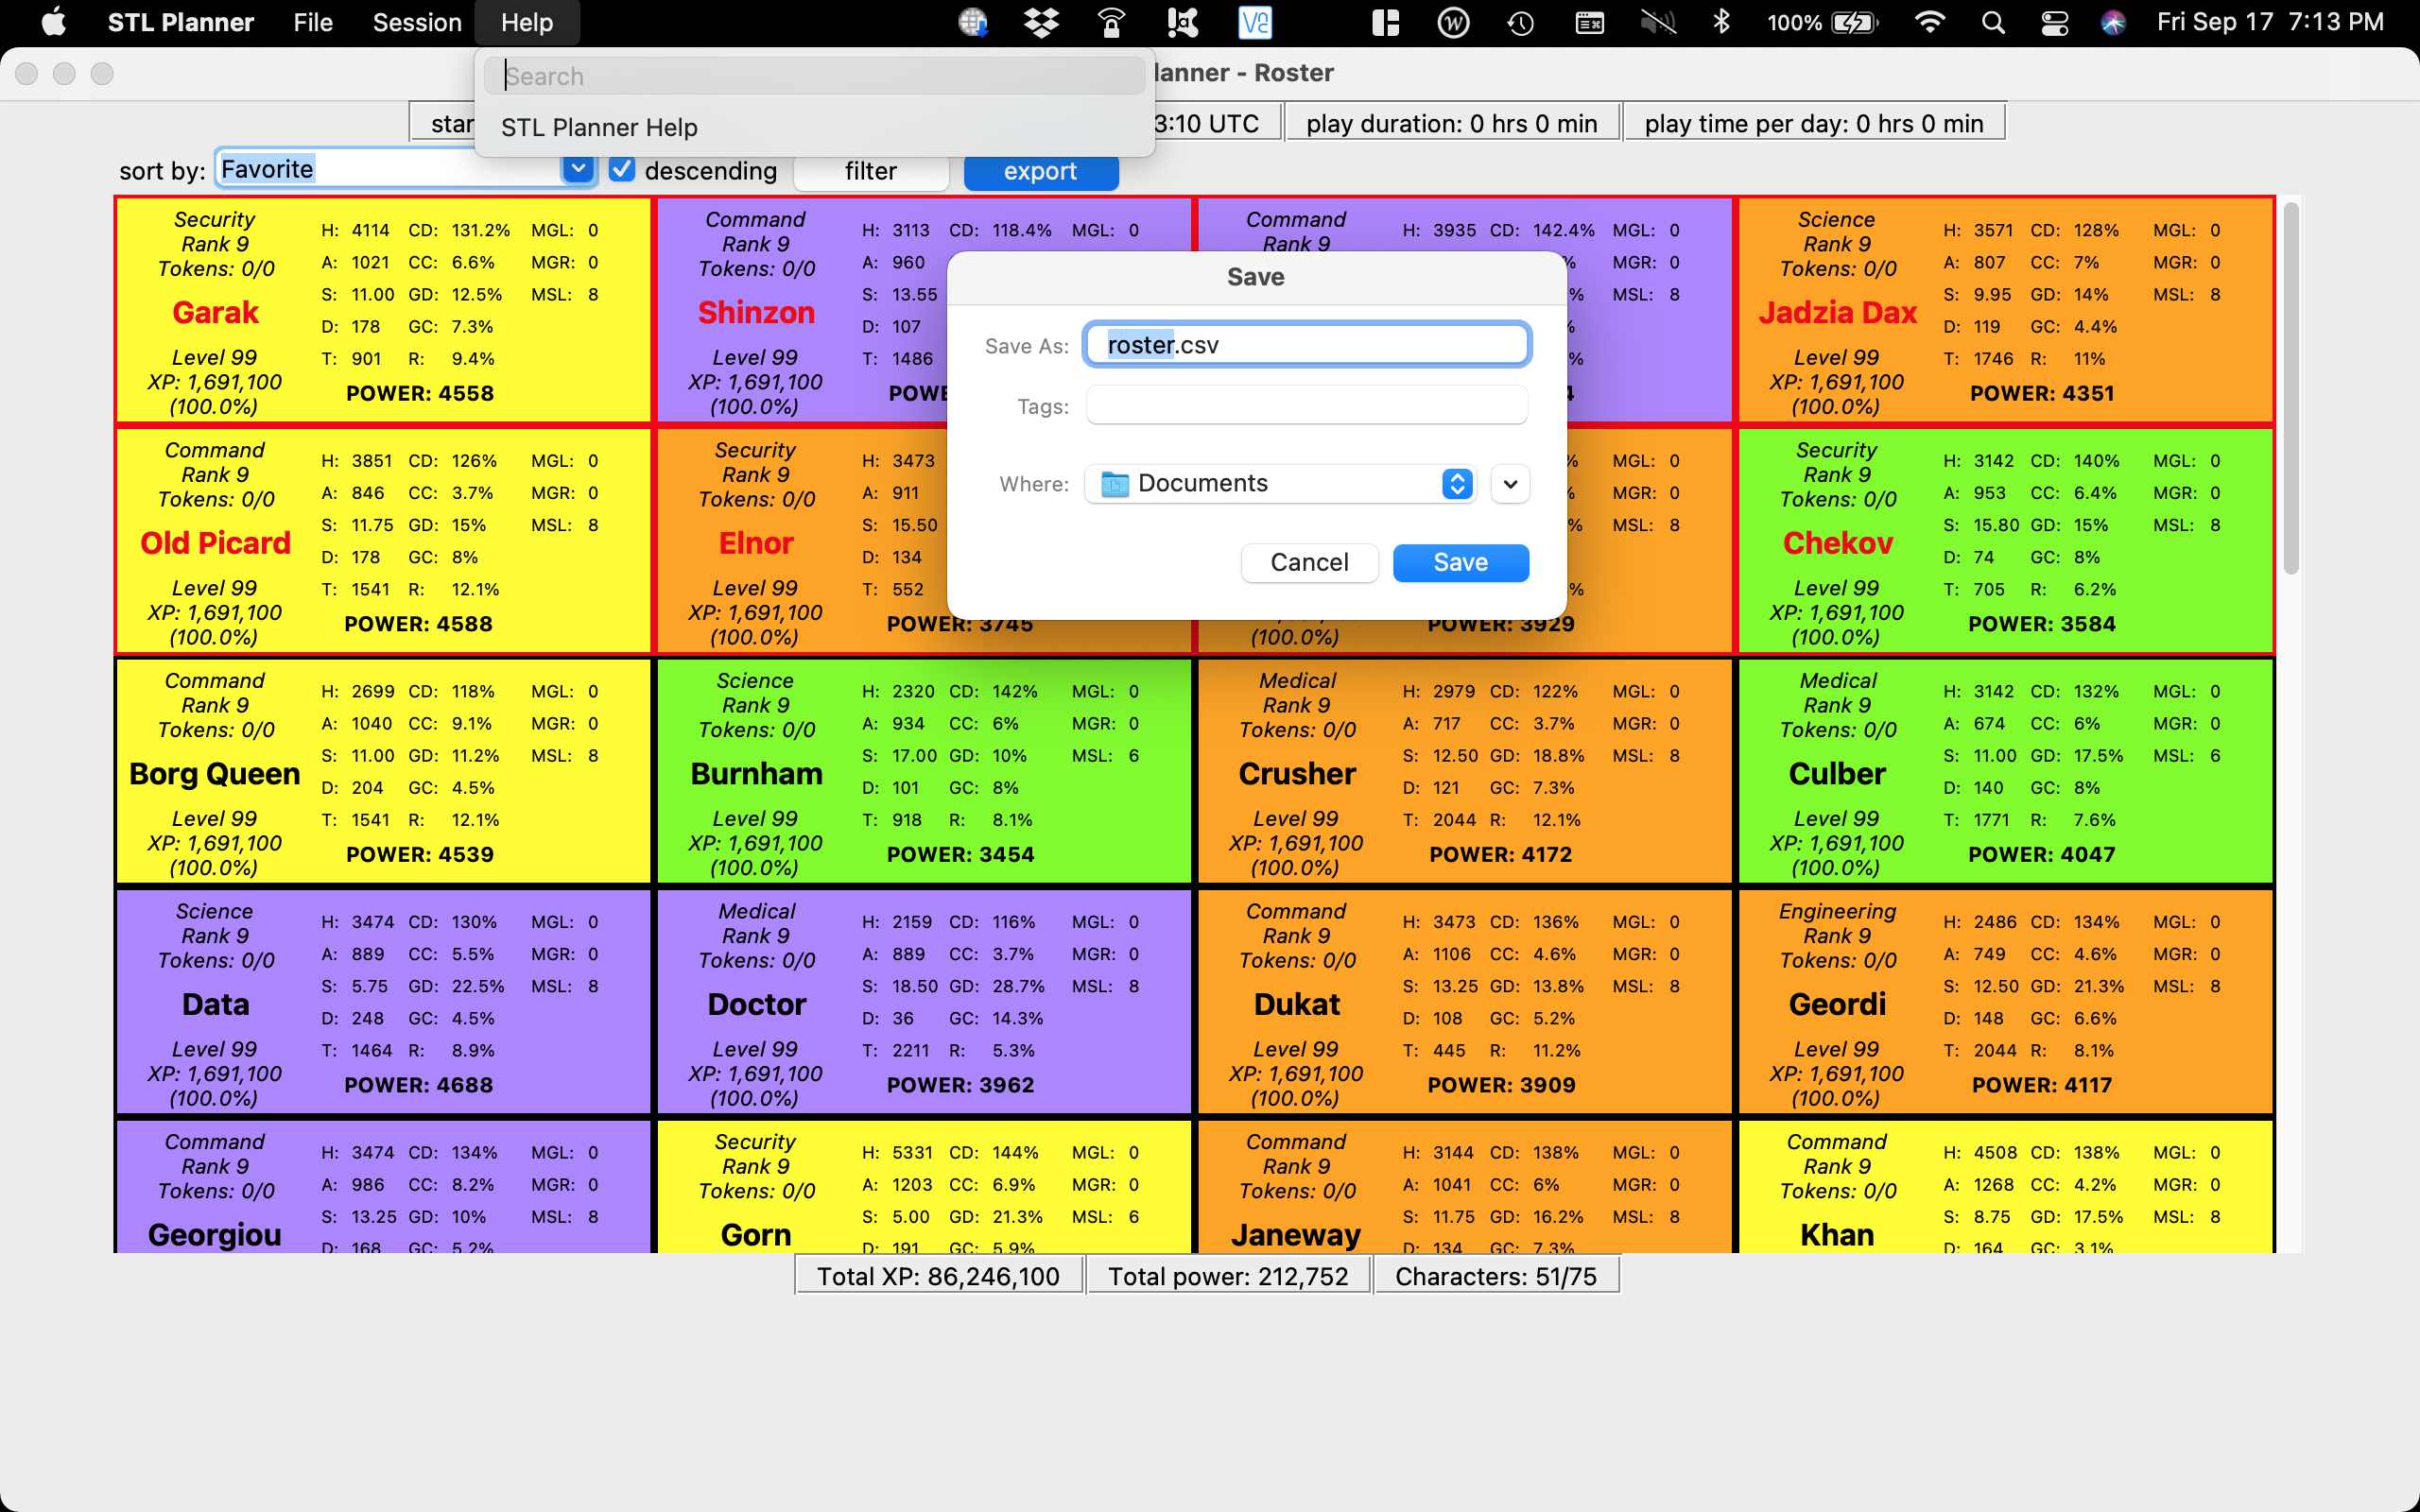 STL Planner File Session Help 100% Fri Sep 17 7:13 PM
lanner - Roster
Search
STL Planner Help
star 3:10 UTC play duration: 0 hrs 0 min play time per day: 0 hrs 0 min
sort by: Favorite descending filter export
Security
Rank 9
Tokens: 0/0
Garak
Level 99
XP: 1,691,100
(100.0%)
H: 4114 CD: 131.2% MGL: 0
A: 1021 CC: 6.6% MGR: 0
S: 11.00 GD: 12.5% MSL: 8
D: 178 GC: 7.3%
T: 901 R: 9.4%
POWER: 4558
Command
Rank 9
Tokens: 0/0
Shinzon
Level 99
XP: 1,691,100
(100.0%)
H: 3113 CD: 118.4% MGL: 0
A: 960
S: 13.55
D: 107
T: 1486
POWE
Command
Rank 9
H: 3935 CD: 142.4% MGL: 0
% MGR: 0
% MSL: 8
%
%
4
Science
Rank 9
Tokens: 0/0
Jadzia Dax
Level 99
XP: 1,691,100
(100.0%)
H: 3571 CD: 128% MGL: 0
A: 807 CC: 7% MGR: 0
S: 9.95 GD: 14% MSL: 8
D: 119 GC: 4.4%
T: 1746 R: 11%
POWER: 4351
Save
Save As: roster.csv
Tags:
Where: Documents
Cancel Save
Command
Rank 9
Tokens: 0/0
Old Picard
Level 99
XP: 1,691,100
(100.0%)
H: 3851 CD: 126% MGL: 0
A: 846 CC: 3.7% MGR: 0
S: 11.75 GD: 15% MSL: 8
D: 178 GC: 8%
T: 1541 R: 12.1%
POWER: 4588
Security
Rank 9
Tokens: 0/0
Elnor
Level 99
XP: 1,691,100
(100.0%)
H: 3473
A: 911
S: 15.50
D: 134
T: 552
POWER: 3745
% MGL: 0
% MGR: 0
% MSL: 8
%
(100.0%)
POWER: 3929
Security
Rank 9
Tokens: 0/0
Chekov
Level 99
XP: 1,691,100
(100.0%)
H: 3142 CD: 140% MGL: 0
A: 953 CC: 6.4% MGR: 0
S: 15.80 GD: 15% MSL: 8
D: 74 GC: 8%
T: 705 R: 6.2%
POWER: 3584
Command
Rank 9
Tokens: 0/0
Borg Queen
Level 99
XP: 1,691,100
(100.0%)
H: 2699 CD: 118% MGL: 0
A: 1040 CC: 9.1% MGR: 0
S: 11.00 GD: 11.2% MSL: 8
D: 204 GC: 4.5%
T: 1541 R: 12.1%
POWER: 4539
Science
Rank 9
Tokens: 0/0
Burnham
Level 99
XP: 1,691,100
(100.0%)
H: 2320 CD: 142% MGL: 0
A: 934 CC: 6% MGR: 0
S: 17.00 GD: 10% MSL: 6
D: 101 GC: 8%
T: 918 R: 8.1%
POWER: 3454
Medical
Rank 9
Tokens: 0/0
Crusher
Level 99
XP: 1,691,100
(100.0%)
H: 2979 CD: 122% MGL: 0
A: 717 CC: 3.7% MGR: 0
S: 12.50 GD: 18.8% MSL: 8
D: 121 GC: 7.3%
T: 2044 R: 12.1%
POWER: 4172
Medical
Rank 9
Tokens: 0/0
Culber
Level 99
XP: 1,691,100
(100.0%)
H: 3142 CD: 132% MGL: 0
A: 674 CC: 6% MGR: 0
S: 11.00 GD: 17.5% MSL: 6
D: 140 GC: 8%
T: 1771 R: 7.6%
POWER: 4047
Science
Rank 9
Tokens: 0/0
Data
Level 99
XP: 1,691,100
(100.0%)
H: 3474 CD: 130% MGL: 0
A: 889 CC: 5.5% MGR: 0
S: 5.75 GD: 22.5% MSL: 8
D: 248 GC: 4.5%
T: 1464 R: 8.9%
POWER: 4688
Medical
Rank 9
Tokens: 0/0
Doctor
Level 99
XP: 1,691,100
(100.0%)
H: 2159 CD: 116% MGL: 0
A: 889 CC: 3.7% MGR: 0
S: 18.50 GD: 28.7% MSL: 8
D: 36 GC: 14.3%
T: 2211 R: 5.3%
POWER: 3962
Command
Rank 9
Tokens: 0/0
Dukat
Level 99
XP: 1,691,100
(100.0%)
H: 3473 CD: 136% MGL: 0
A: 1106 CC: 4.6% MGR: 0
S: 13.25 GD: 13.8% MSL: 8
D: 108 GC: 5.2%
T: 445 R: 11.2%
POWER: 3909
Engineering
Rank 9
Tokens: 0/0
Geordi
Level 99
XP: 1,691,100
(100.0%)
H: 2486 CD: 134% MGL: 0
A: 749 CC: 4.6% MGR: 0
S: 12.50 GD: 21.3% MSL: 8
D: 148 GC: 6.6%
T: 2044 R: 8.1%
POWER: 4117
Command
Rank 9
Tokens: 0/0
Georgiou
H: 3474 CD: 134% MGL: 0
A: 986 CC: 8.2% MGR: 0
S: 13.25 GD: 10% MSL: 8
D: 168 GC: 5.2%
Security
Rank 9
Tokens: 0/0
Gorn
H: 5331 CD: 144% MGL: 0
A: 1203 CC: 6.9% MGR: 0
S: 5.00 GD: 21.3% MSL: 6
D: 191 GC: 5.9%
Command
Rank 9
Tokens: 0/0
Janeway
H: 3144 CD: 138% MGL: 0
A: 1041 CC: 6% MGR: 0
S: 11.75 GD: 16.2% MSL: 8
D: 134 GC: 7.3%
Command
Rank 9
Tokens: 0/0
Khan
H: 4508 CD: 138% MGL: 0
A: 1268 CC: 4.2% MGR: 0
S: 8.75 GD: 17.5% MSL: 8
D: 164 GC: 3.1%
Total XP: 86,246,100 Total power: 212,752 Characters: 51/75